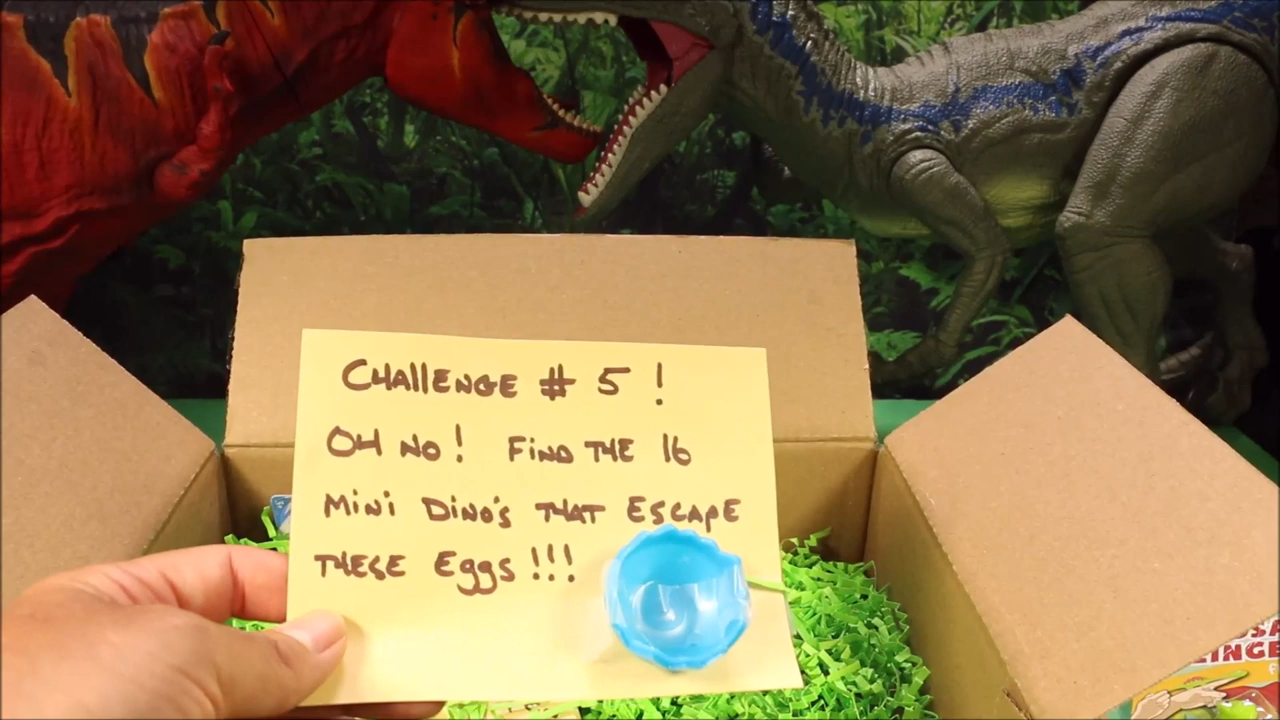 CHALLENGE # 5 !
OH NO! FIND THE 16
MINI DINO'S THAT ESCAPE
THESE EGGS !!!